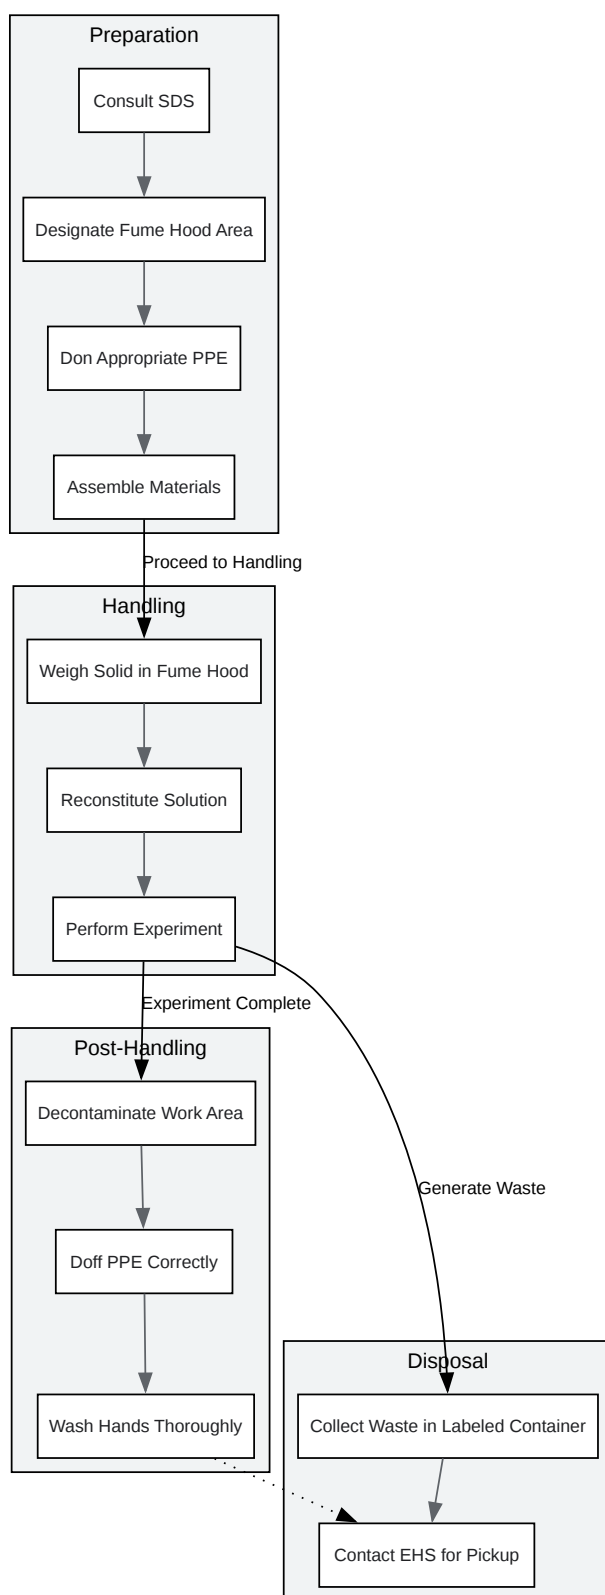 Preparation
Consult SDS
Designate Fume Hood Area
Don Appropriate PPE
Assemble Materials
Proceed to Handling
Handling
Weigh Solid in Fume Hood
Reconstitute Solution
Perform Experiment
Experiment Complete
Post-Handling
Decontaminate Work Area
Generate Waste
Doff PPE Correctly
Disposal
Wash Hands Thoroughly
Collect Waste in Labeled Container
Contact EHS for Pickup